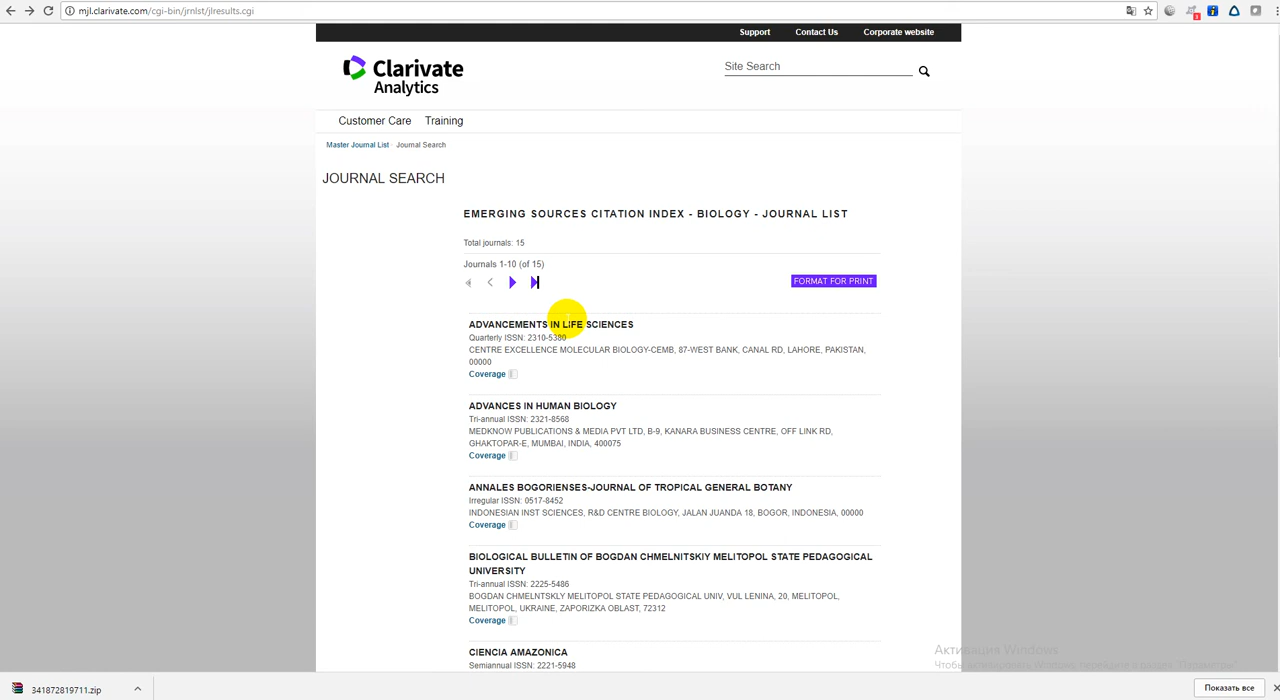 mjl.clarivate.com/cgi-bin/jrnlst/jlresults.cgi
Support Contact Us Corporate website
Clarivate
Analytics
Site Search
Customer Care Training
Master Journal List - Journal Search
JOURNAL SEARCH
EMERGING SOURCES CITATION INDEX - BIOLOGY - JOURNAL LIST
Total journals: 15
Journals 1-10 (of 15)
FORMAT FOR PRINT
ADVANCEMENTS IN LIFE SCIENCES
Quarterly ISSN: 2310-5380
CENTRE EXCELLENCE MOLECULAR BIOLOGY-CEMB, 87-WEST BANK, CANAL RD, LAHORE, PAKISTAN,
00000
Coverage
ADVANCES IN HUMAN BIOLOGY
Tri-annual ISSN: 2321-8568
MEDKNOW PUBLICATIONS & MEDIA PVT LTD, B-9, KANARA BUSINESS CENTRE, OFF LINK RD,
GHAKTOPAR-E, MUMBAI, INDIA, 400075
Coverage
ANNALES BOGORIENSES-JOURNAL OF TROPICAL GENERAL BOTANY
Irregular ISSN: 0517-8452
INDONESIAN INST SCIENCES, R&D CENTRE BIOLOGY, JALAN JUANDA 18, BOGOR, INDONESIA, 00000
Coverage
BIOLOGICAL BULLETIN OF BOGDAN CHMELNITSKIY MELITOPOL STATE PEDAGOGICAL
UNIVERSITY
Tri-annual ISSN: 2225-5486
BOGDAN CHMELNTSKLY MELITOPOL STATE PEDAGOGICAL UNIV, VUL LENINA, 20, MELITOPOL,
MELITOPOL, UKRAINE, ZAPORIZKA OBLAST, 72312
Coverage
CIENCIA AMAZONICA
Semiannual ISSN: 2221-5948
Активация Windows
Чтобы активировать Windows, перейдите в раздел "Параметры".
341872819711.zip
Показать все